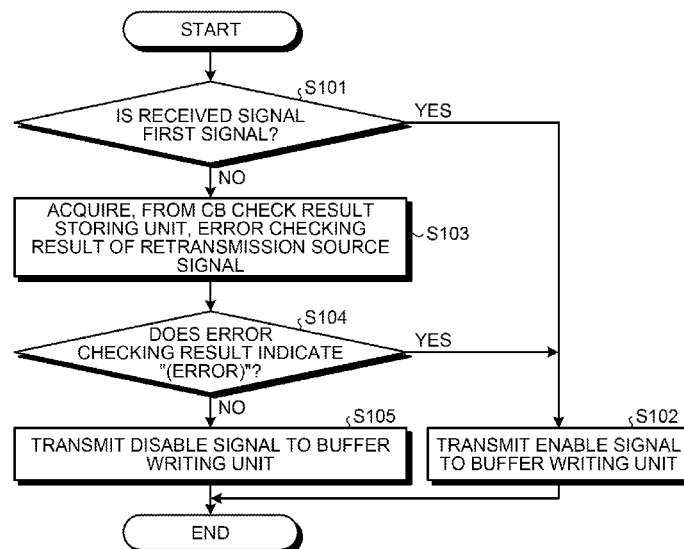 START
S101
IS RECEIVED SIGNAL
FIRST SIGNAL?
YES
NO
ACQUIRE, FROM CB CHECK RESULT
STORING UNIT, ERROR CHECKING
RESULT OF RETRANSMISSION SOURCE
SIGNAL
S103
S104
DOES ERROR
CHECKING RESULT INDICATE
"(ERROR)"?
YES
NO
S105
TRANSMIT DISABLE SIGNAL TO BUFFER
WRITING UNIT
S102
TRANSMIT ENABLE SIGNAL
TO BUFFER WRITING UNIT
END